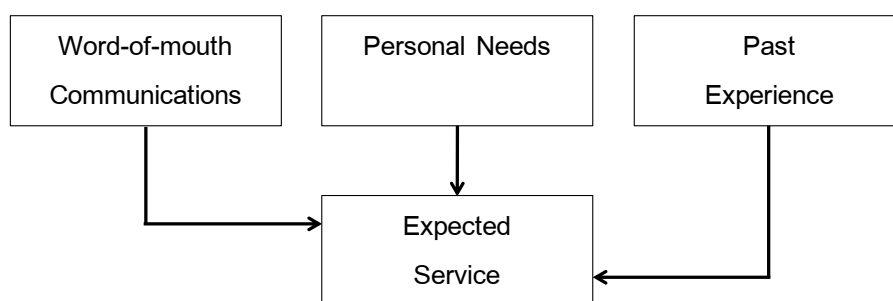 Word-of-mouth
Communications
Personal Needs
Past
Experience
Expected
Service